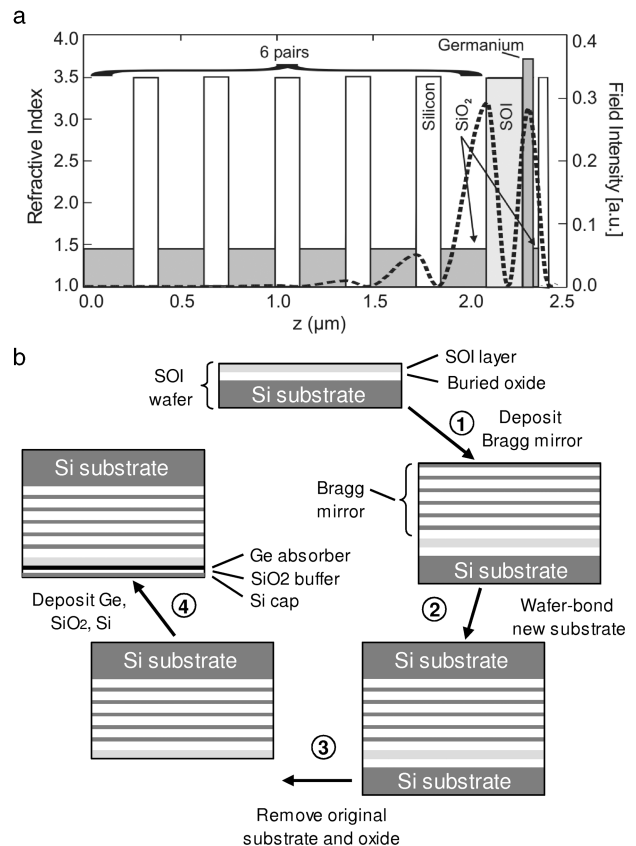 a
6 pairs
Germanium
4.0
3.5
3.0
2.5
2.0
1.5
1.0
Refractive Index
Silicon
SiO2
SOI
0.4
0.3
0.2
0.1
0.0
Field Intensity [a.u.]
0.0 0.5 1.0 1.5 2.0 2.5
z (μm)
b
SOI
wafer
SOI layer
Buried oxide
Si substrate
1
Deposit
Bragg mirror
Si substrate
Bragg
mirror
Ge absorber
SiO2 buffer
Si cap
Si substrate
Deposit Ge,
SiO2, Si
4
2
Wafer-bond
new substrate
Si substrate
Si substrate
3
Si substrate
Remove original
substrate and oxide